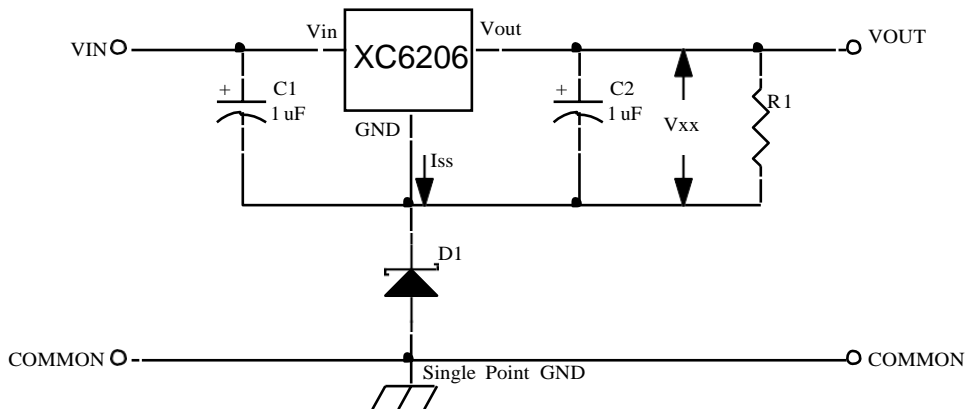 VIN
Vin
XC6206
Vout
VOUT
+
C1
1 uF
GND
Iss
+
C2
1 uF
Vxx
R1
D1
COMMON
Single Point GND
COMMON